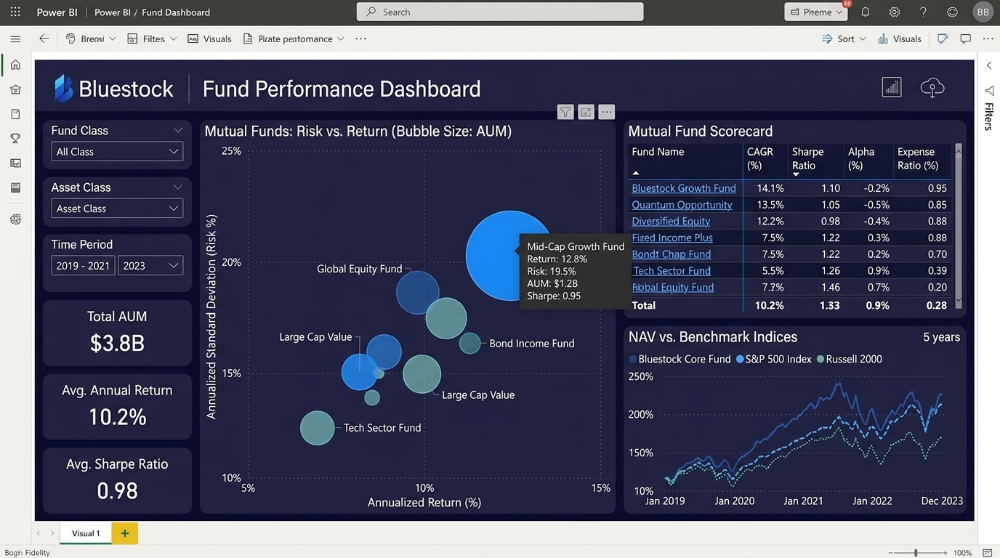 Power BI
Power BI / Fund Dashboard
Search
Pireme
BB
Brewi
Filtes
Visuals
Picate peotomance
Sort
Visuals
Bluestock
Fund Performance Dashboard
Filters
Fund Class
All Class
Asset Class
Asset Class
Time Period
2019 - 2021
2023
Total AUM
$3.8B
Avg. Annual Return
10.2%
Avg. Sharpe Ratio
0.98
Mutual Funds: Risk vs. Return (Bubble Size: AUM)
Annualized Standard Deviation (Risk %)
25%
20%
15%
10%
5%
10%
15%
Annualized Return (%)
Global Equity Fund
Large Cap Value
Bond Income Fund
Large Cap Value
Tech Sector Fund
Mid-Cap Growth Fund
Return: 12.8%
Risk: 19.5%
AUM: $1.28
Sharpe: 0.95
Mutual Fund Scorecard
Fund Name CAGR (%) Sharpe Ratio Alpha (%) Expense Ratio (%)
Bluestock Growth Fund 14.1% 1.10 -0.2% 0.95
Quantum Opportunity 13.5% 1.05 -0.5% 0.85
Diversified Equity 12.2% 0.98 -0.4% 0.88
Fixed Income Plus 7.5% 1.22 0.3% 0.88
Bondt Chap Fund 7.5% 1.22 0.2% 0.70
Tech Sector Fund 5.5% 1.26 0.9% 0.39
Equity Fund 7.?% 1.46 0.7% 0.20
Total 10.2% 1.33 0.9% 0.28
NAV vs. Benchmark Indices
5 years
Bluestock Core Fund
S&P 500 Index
Russell 2000
250%
200%
150%
10%
Jan 2019
Jan 2020
Jan 2021
Jan 2022
Dec 2023
Visual 1
Fidelity
100%